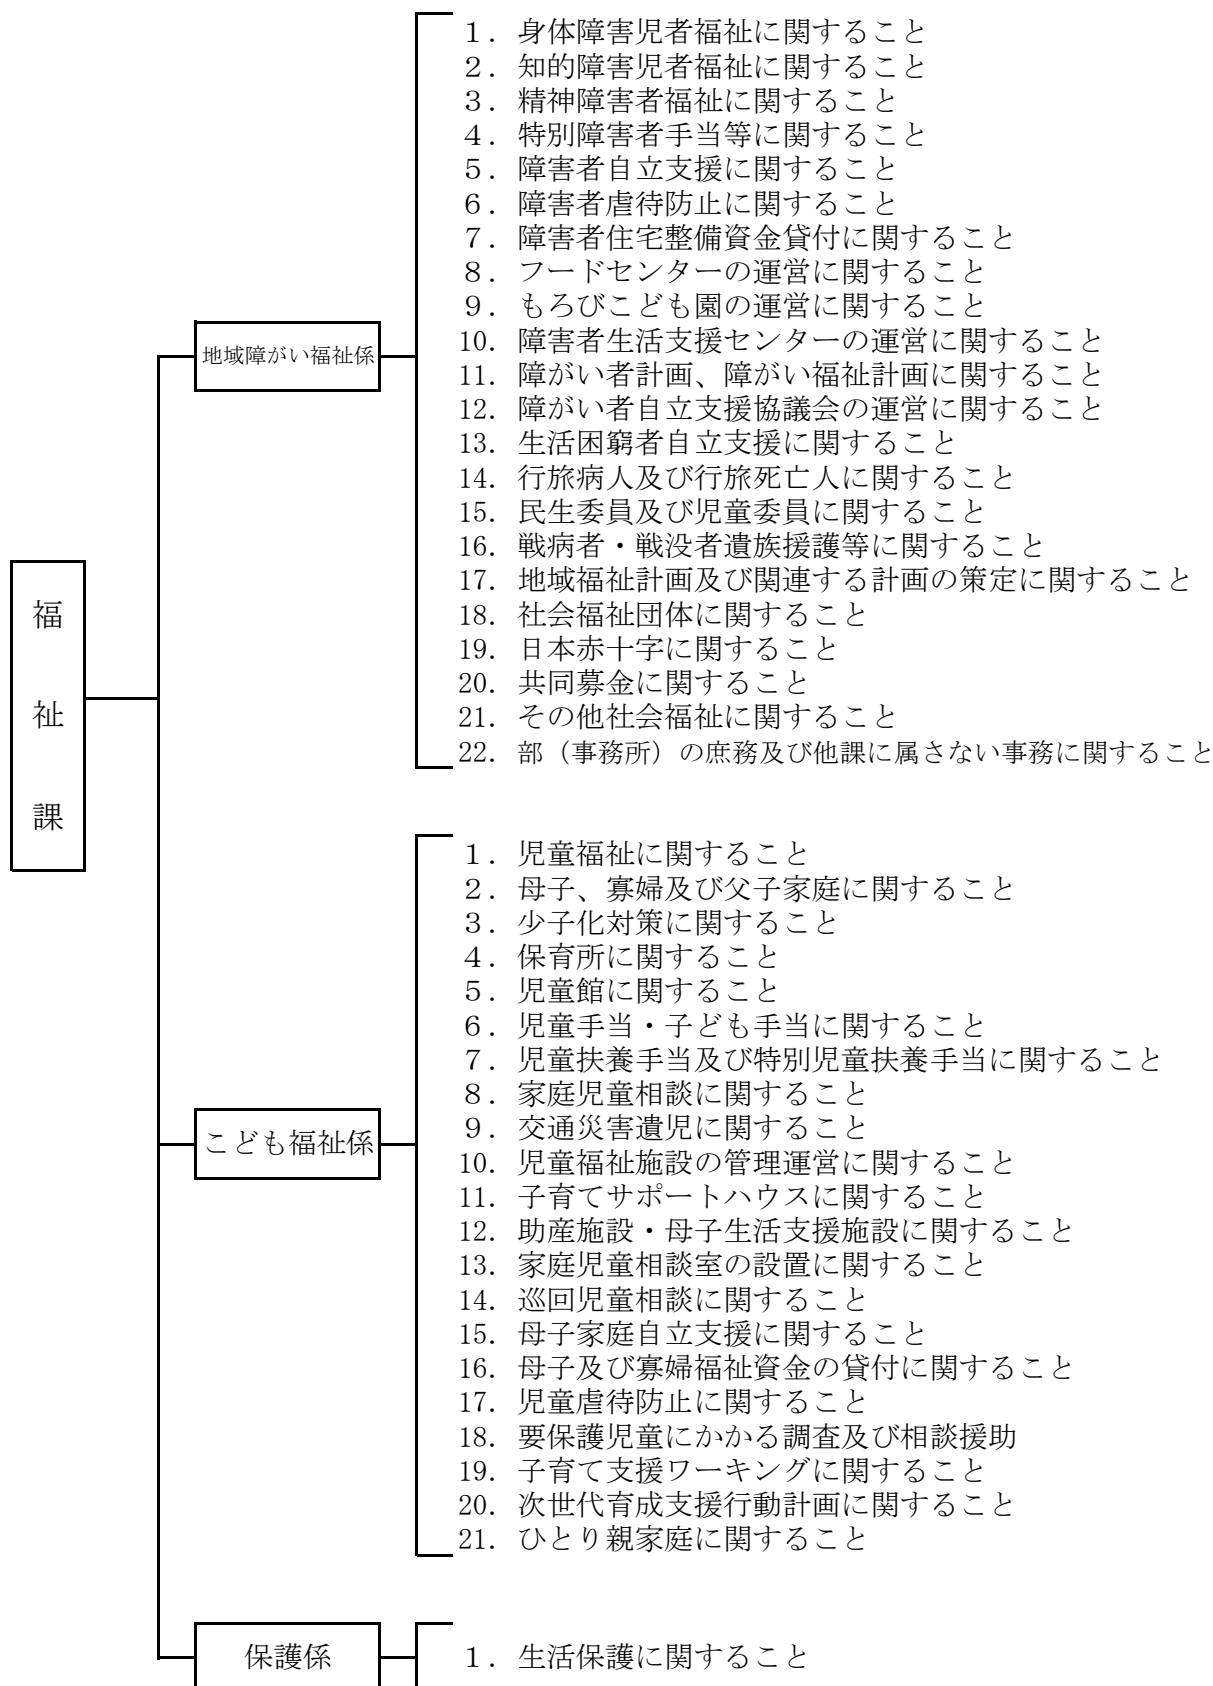 福祉課
地域障がい福祉係
１．身体障害児者福祉に関すること
２．知的障害児者福祉に関すること
３．精神障害者福祉に関すること
４．特別障害者手当等に関すること
５．障害者自立支援に関すること
６．障害者虐待防止に関すること
７．障害者住宅整備資金貸付に関すること
８．フードセンターの運営に関すること
９．もろびこども園の運営に関すること
10．障害者生活支援センターの運営に関すること
11．障がい者計画、障がい福祉計画に関すること
12．障がい者自立支援協議会の運営に関すること
13．生活困窮者自立支援に関すること
14．行旅病人及び行旅死亡人に関すること
15．民生委員及び児童委員に関すること
16．戦病者・戦没者遺族援護等に関すること
17．地域福祉計画及び関連する計画の策定に関すること
18．社会福祉団体に関すること
19．日本赤十字に関すること
20．共同募金に関すること
21．その他社会福祉に関すること
22．部（事務所）の庶務及び他課に属さない事務に関すること
こども福祉係
１．児童福祉に関すること
２．母子、寡婦及び父子家庭に関すること
３．少子化対策に関すること
４．保育所に関すること
５．児童館に関すること
６．児童手当・子ども手当に関すること
７．児童扶養手当及び特別児童扶養手当に関すること
８．家庭児童相談に関すること
９．交通災害遺児に関すること
10．児童福祉施設の管理運営に関すること
11．子育てサポートハウスに関すること
12．助産施設・母子生活支援施設に関すること
13．家庭児童相談室の設置に関すること
14．巡回児童相談に関すること
15．母子家庭自立支援に関すること
16．母子及び寡婦福祉資金の貸付に関すること
17．児童虐待防止に関すること
18．要保護児童にかかる調査及び相談援助
19．子育て支援ワーキングに関すること
20．次世代育成支援行動計画に関すること
21．ひとり親家庭に関すること
保護係
１．生活保護に関すること